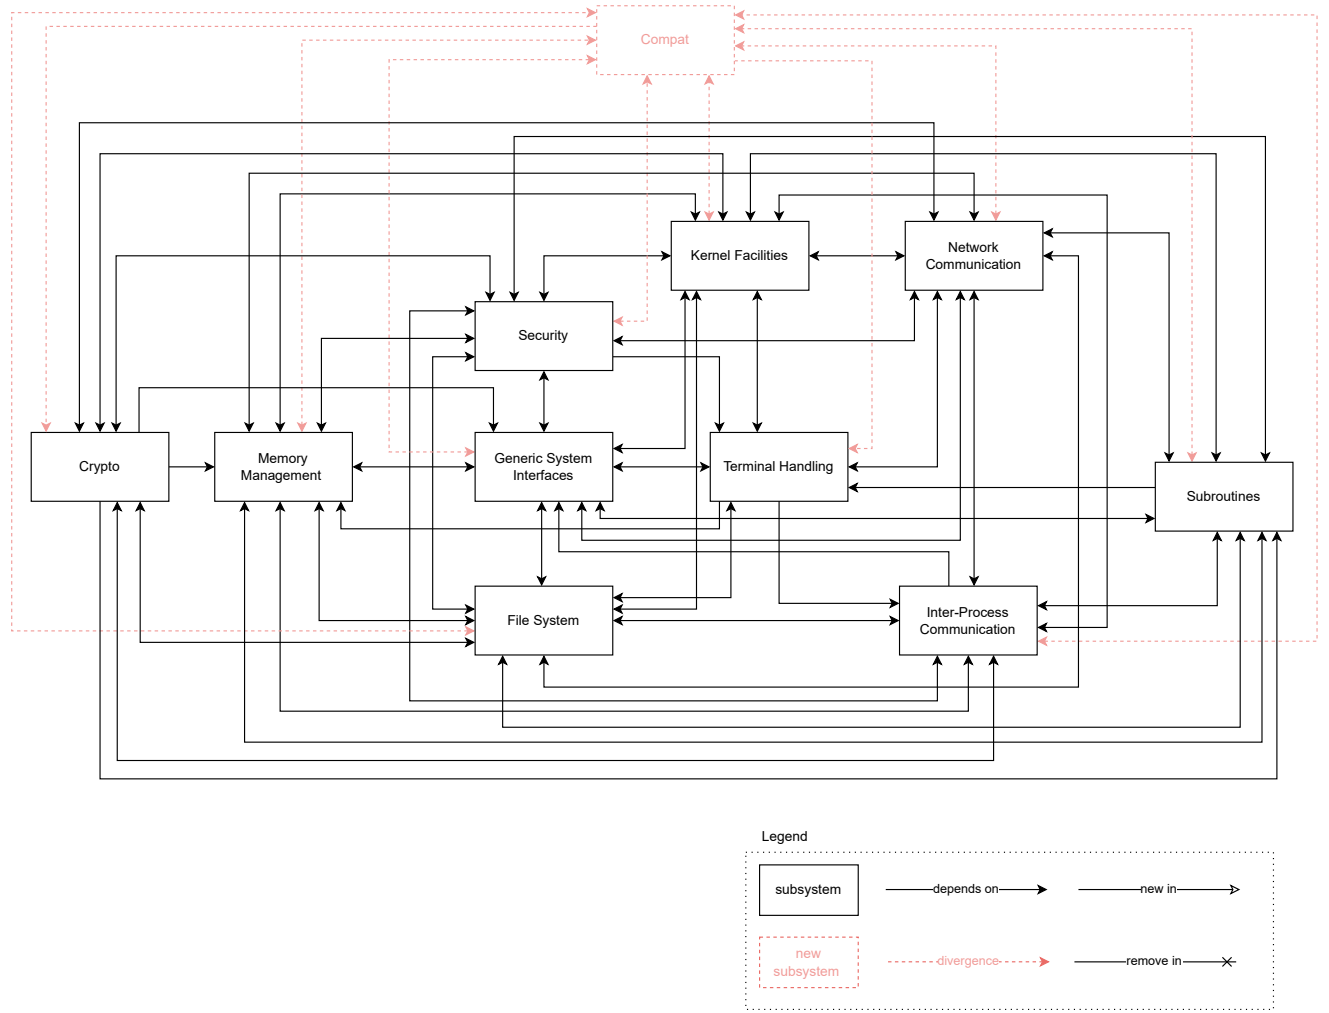 Compat
Kernel Facilities
Network
Communication
Security
Crypto
Memory
Management
Generic System
Interfaces
Terminal Handling
Subroutines
File System
Inter-Process
Communication
Legend
subsystem
depends on
new in
new
subsystem
divergence
remove in